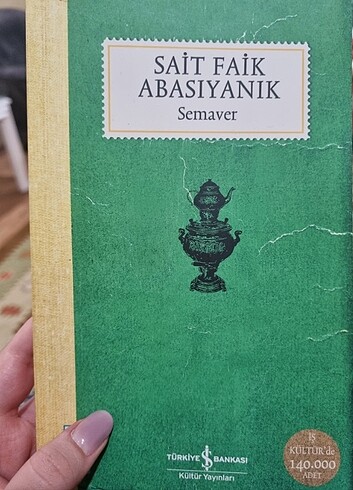 SAİT FAİK
ABASIYANIK
Semaver
TÜRKİYE İŞ BANKASI
Kültür Yayınları
İŞ
KÜLTÜR'de
140.000
ADET